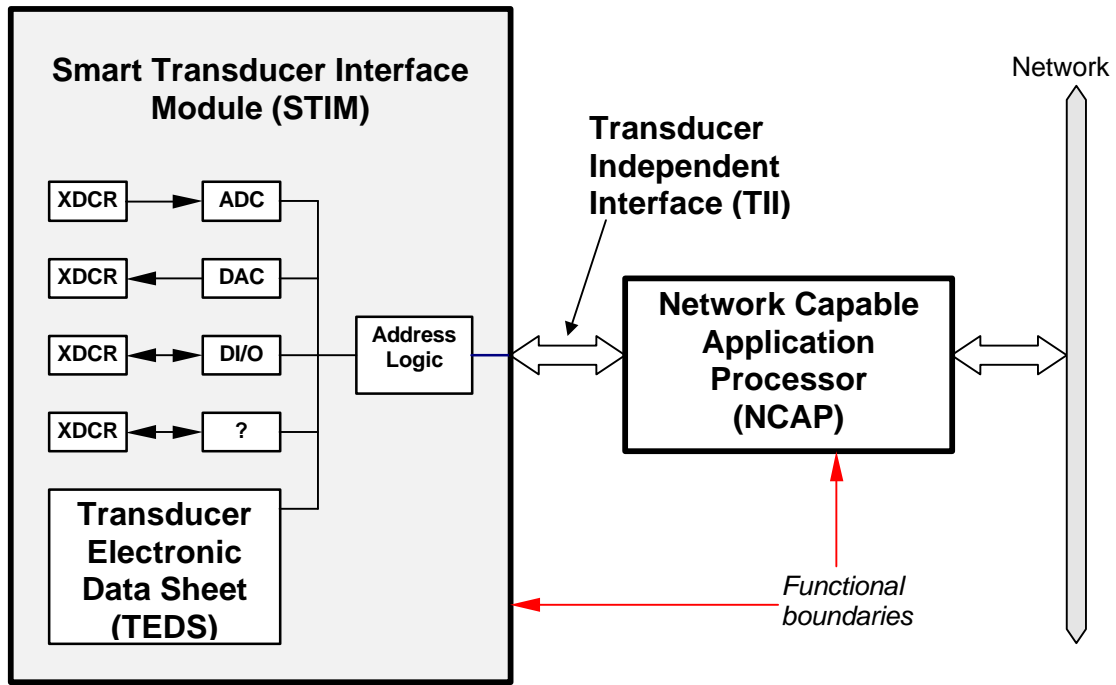 Smart Transducer Interface
Module (STIM)
XDCR
ADC
XDCR
DAC
XDCR
DI/O
XDCR
?
Address
Logic
Transducer
Electronic
Data Sheet
(TEDS)
Transducer
Independent
Interface (TII)
Network Capable
Application
Processor
(NCAP)
Network
Functional
boundaries